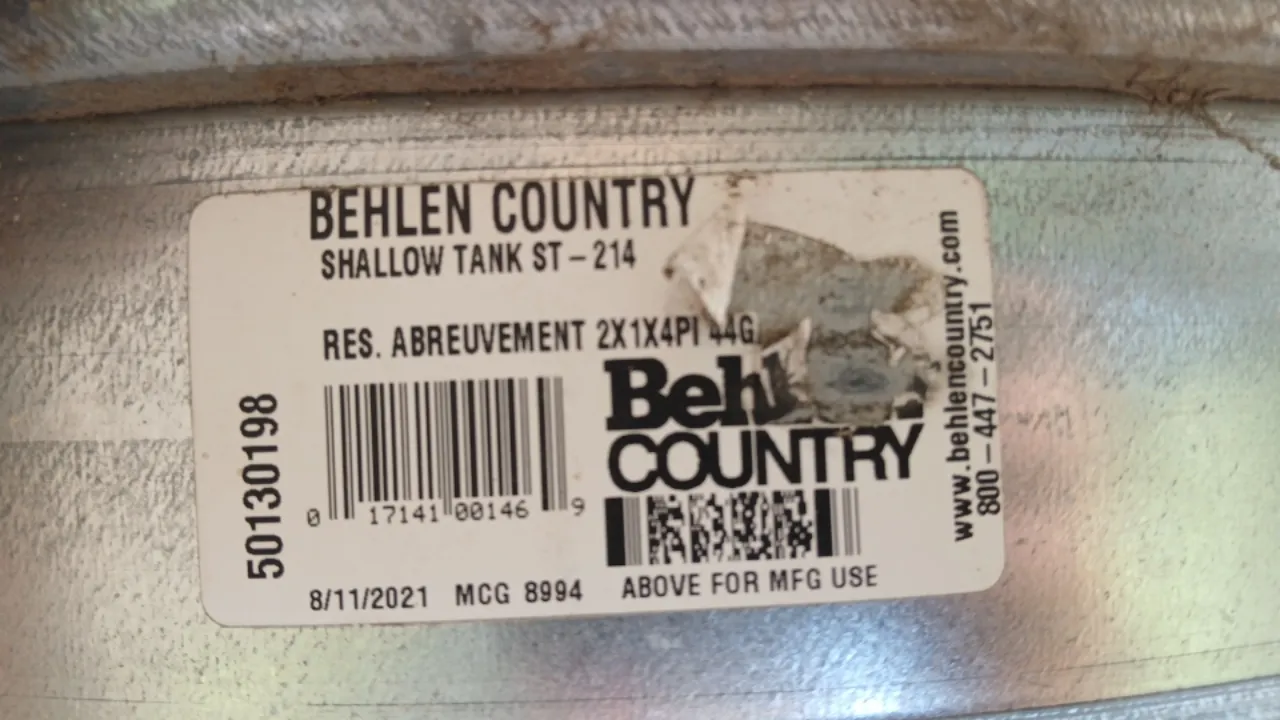 BEHLEN COUNTRY
SHALLOW TANK ST – 214
RES. ABREUVEMENT 2X1X4PI 44G
50130198
0 17141 00146 9
COUNTRY
8/11/2021 MCG 8994 ABOVE FOR MFG USE
www.behlencountry.com
800 – 447 – 2751